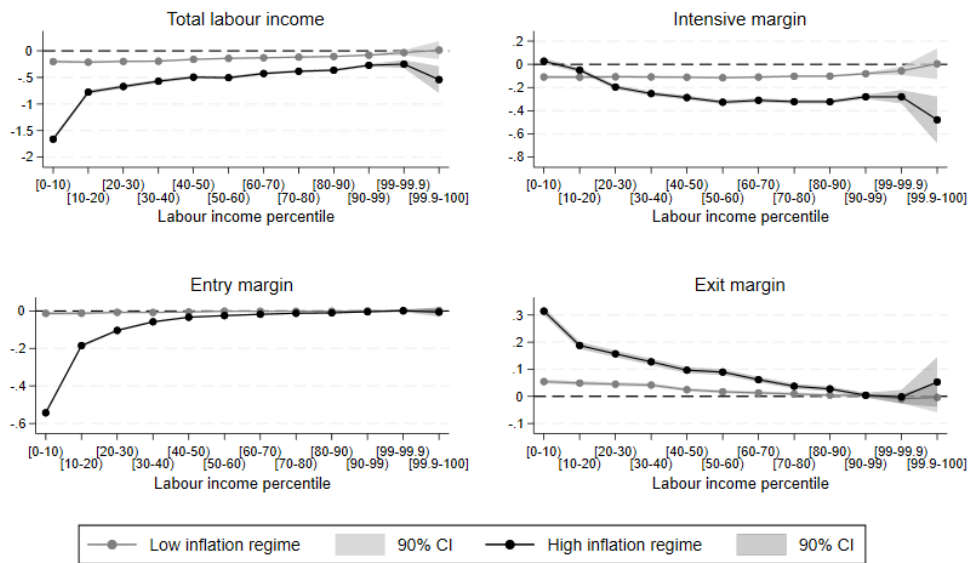 Total labour income
0
-.5
-1
-1.5
-2
[0-10) [20-30) [40-50) [60-70) [80-90) [99-99.9)
[10-20) [30-40) [50-60) [70-80) [90-99) [99.9-100]
Labour income percentile
Intensive margin
.2
0
-.2
-.4
-.6
-.8
[0-10) [20-30) [40-50) [60-70) [80-90) [99-99.9)
[10-20) [30-40) [50-60) [70-80) [90-99) [99.9-100]
Labour income percentile
Entry margin
0
-.2
-.4
-.6
[0-10) [20-30) [40-50) [60-70) [80-90) [99-99.9)
[10-20) [30-40) [50-60) [70-80) [90-99) [99.9-100]
Labour income percentile
Exit margin
.3
.2
.1
0
-.1
[0-10) [20-30) [40-50) [60-70) [80-90) [99-99.9)
[10-20) [30-40) [50-60) [70-80) [90-99) [99.9-100]
Labour income percentile
Low inflation regime 90% CI High inflation regime 90% CI